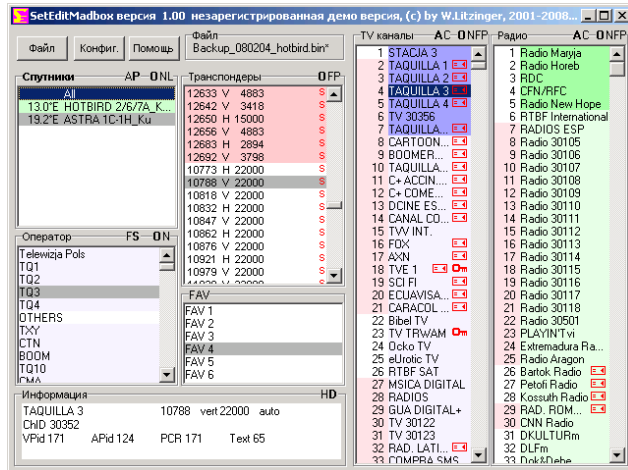 SetEditMadbox версия 1.00 незарегистрированная демо версия, (c) by W.Litzinger, 2001-2008...
Файл
Конфиг.
Помощь
Файл
Backup_080204_hotbird.bin*
Спутники AP ONL
All
13.0°E HOTBIRD 2/6/7A_K...
19.2°E ASTRA 1C-1H_Ku
Транспондеры OFP
12633 V 4883 S
12642 V 3418 S
12650 H 15000 S
12656 V 4883 S
12683 H 2894 S
12692 V 3798 S
10773 H 22000 S
10788 V 22000 S
10818 V 22000 S
10832 H 22000 S
10847 V 22000 S
10862 H 22000 S
10876 V 22000 S
10921 H 22000 S
10979 V 22000 S
Оператор FS ON-
Telewizja Pols
TQ1
TQ2
TQ3
TQ4
OTHERS
TXY
CTN
BOOM
TQ10
CMA
FAV
FAV 1
FAV 2
FAV 3
FAV 4
FAV 5
FAV 6
Информация HD-
TAQUILLA 3 10788 vert 22000 auto
ChID 30352
VPid 171 APid 124 PCR 171 Text 65
TV каналы AC ONFP
1 STACJA 3
2 TAQUILLA 1
3 TAQUILLA 2
4 TAQUILLA 3
5 TAQUILLA 4
6 TV 30356
7 TAQUILLA...
8 CARTOON...
9 BOOMER...
10 TAQUILLA...
11 C+ ACCIN....
12 C+ COME...
13 DCINE ES...
14 CANAL CO...
15 TVV INT.
16 FOX
17 AXN
18 TVE 1
19 SCI FI
20 ECUAVISA...
21 CARACOL ...
22 Bibel TV
23 TV TRWAM
24 Ocko TV
25 eUrotic TV
26 RTBF SAT
27 MSICA DIGITAL
28 RADIOS
29 GUA DIGITAL+
30 TV 30122
31 TV 30123
32 RAD. LATI...
33 COMPRA SMS
Радио AC ONFP
1 Radio Maryja
2 Radio Horeb
3 RDC
4 CFN/RFC
5 Radio New Hope
6 RTBF International
7 RADIOS ESP
8 Radio 30105
9 Radio 30106
10 Radio 30107
11 Radio 30108
12 Radio 30109
13 Radio 30110
14 Radio 30111
15 Radio 30112
16 Radio 30113
17 Radio 30114
18 Radio 30115
19 Radio 30116
20 Radio 30117
21 Radio 30118
22 Radio 30501
23 PLAYIN'Tvi
24 Extremadura Ra...
25 Radio Aragon
26 Bartok Radio
27 Petofi Radio
28 Kossuth Radio
29 RAD. ROM...
30 CNN Radio
31 DKULTURm
32 DLFm
33 Dok&Debe